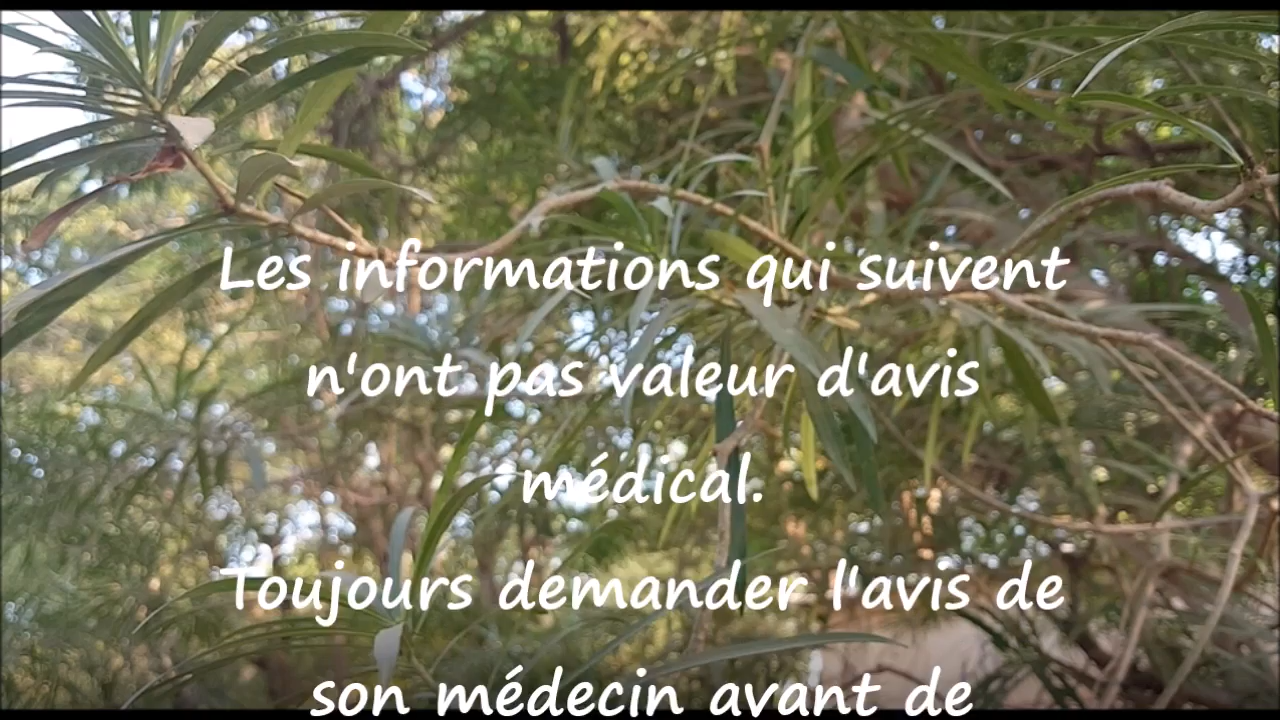 Les informations qui suivent
n'ont pas valeur d'avis
médical.
Toujours demander l'avis de
son médecin avant de